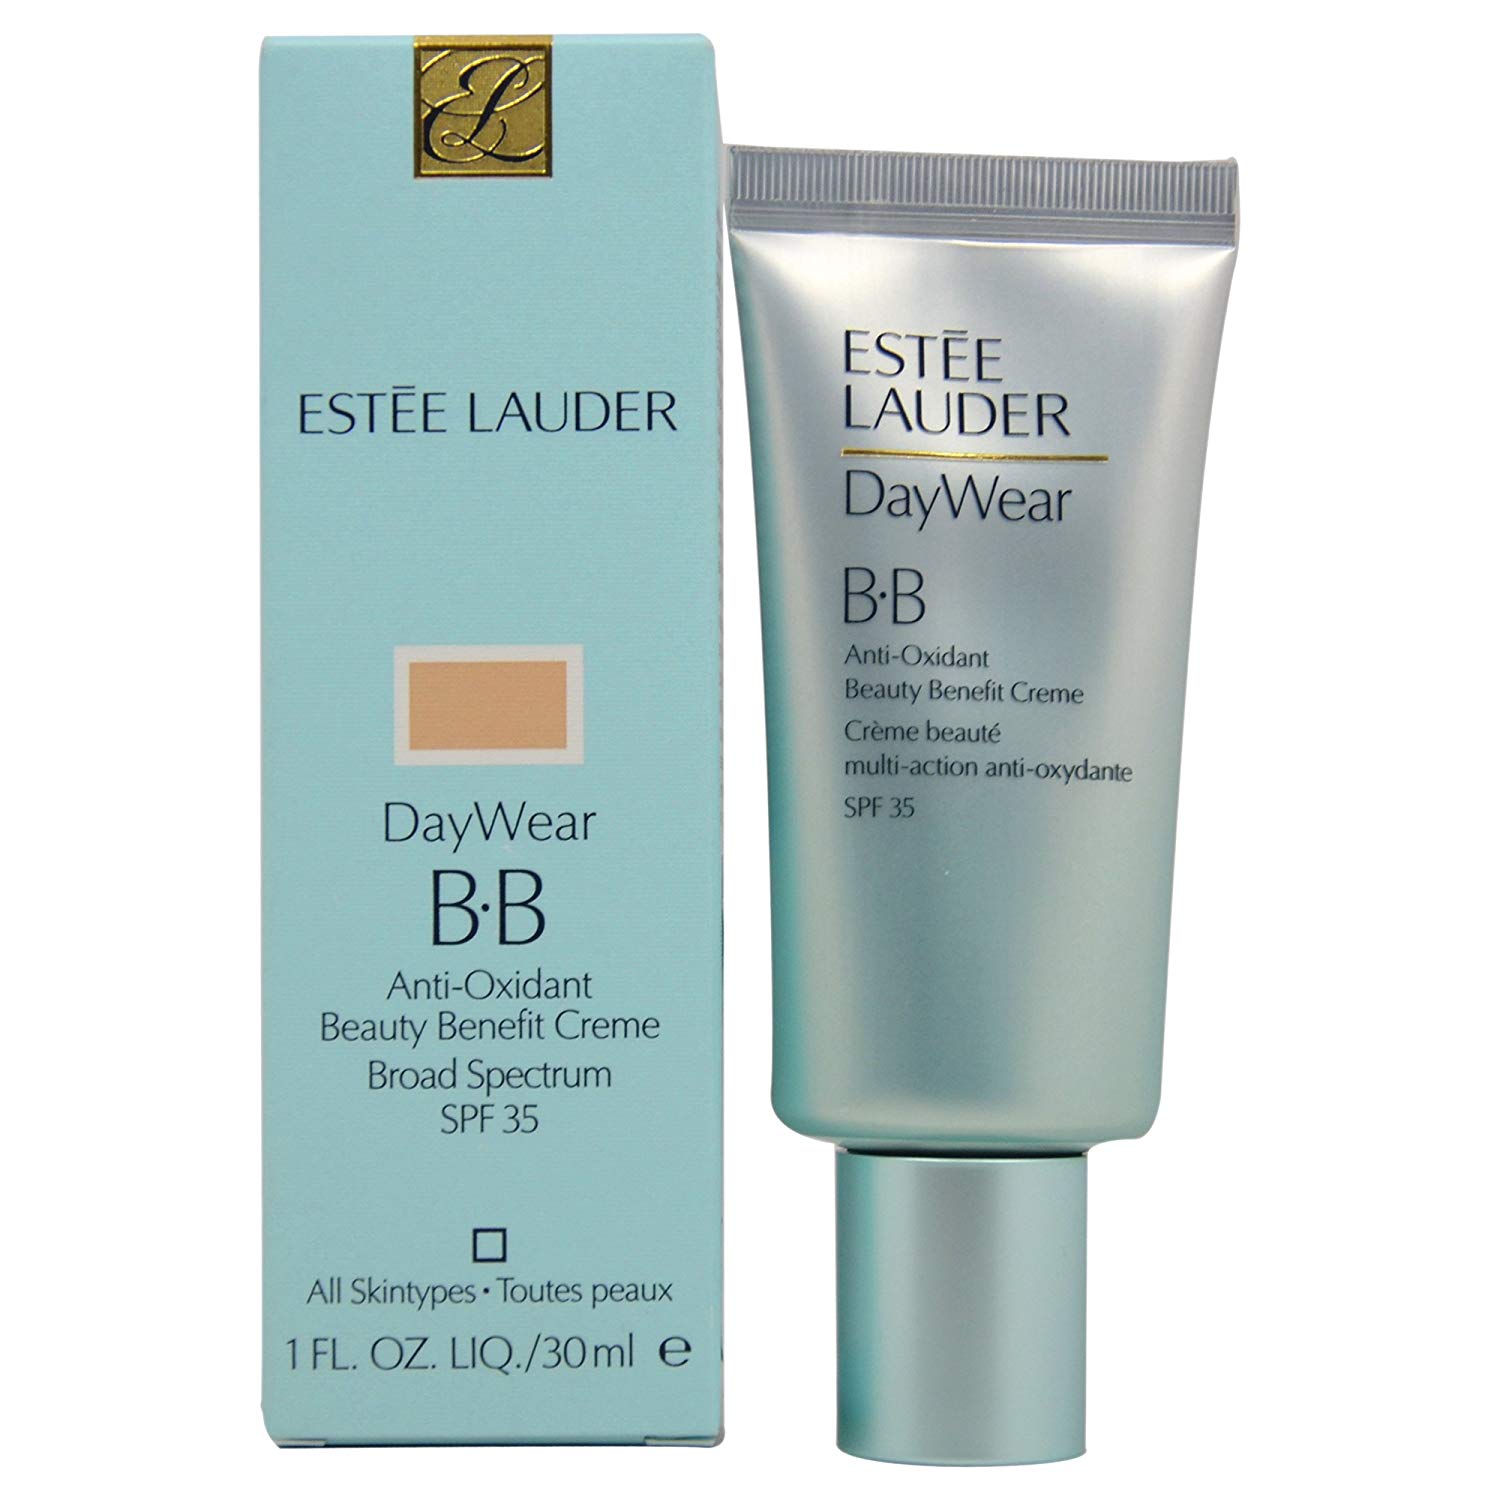 ESTĒE LAUDER
DayWear
B·B
Anti-Oxidant
Beauty Benefit Creme
Broad Spectrum
SPF 35
All Skintypes • Toutes peaux
1 FL. OZ. LIQ./30 ml ℮
ESTĒE
LAUDER
DayWear
B·B
Anti-Oxidant
Beauty Benefit Creme
Crème beauté
multi-action anti-oxydante
SPF 35